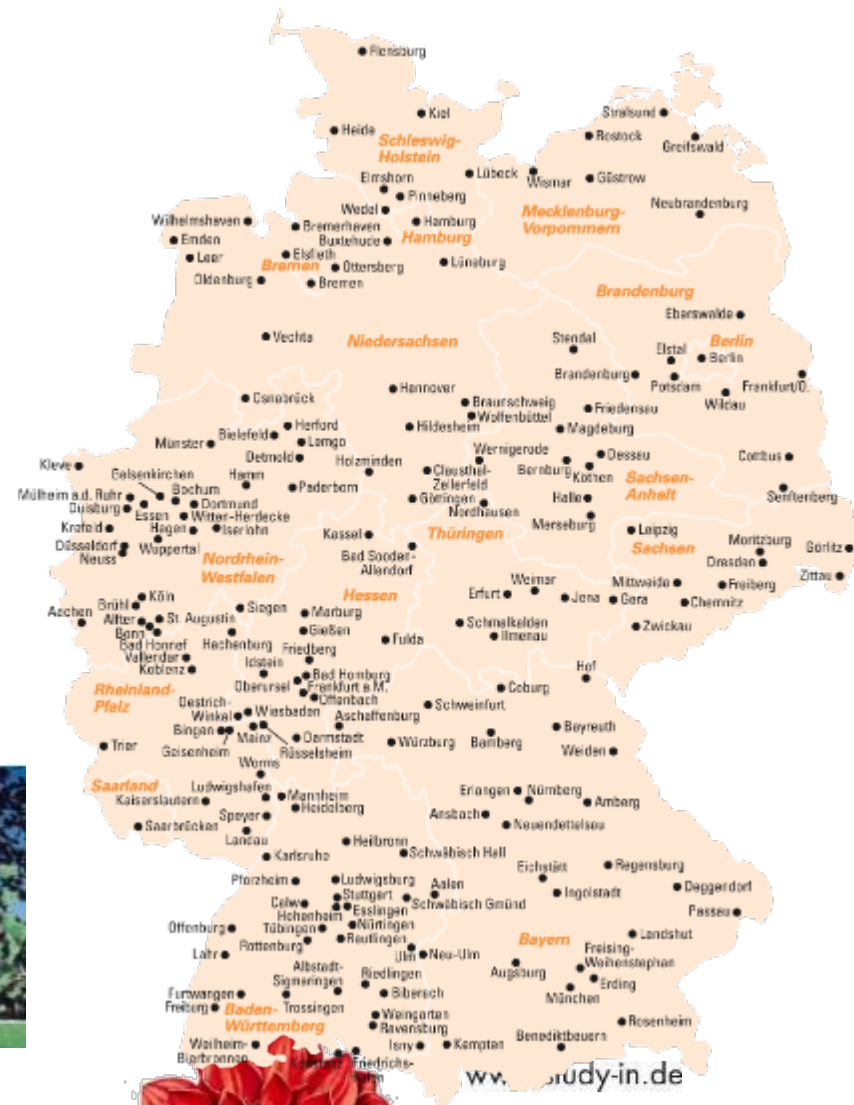 Flensburg
Kiel
Stralsund
Heide
Rostock
Greifswald
Schleswig-
Holstein
Lübeck
Wismar
Güstrow
Elmshorn
Pinneberg
Neubrandenburg
Wedel
Mecklenburg-
Vorpommern
Wilhelmshaven
Bremerhaven
Hamburg
Emden
Buxtehude
Hamburg
Leer
Elsfleth
Bremen
Ottersberg
Lüneburg
Oldenburg
Bremen
Brandenburg
Eberswalde
Vechta
Niedersachsen
Stendal
Elstal
Berlin
Berlin
Brandenburg
Potsdam
Frankfurt/O.
Wildau
Osnabrück
Hannover
Braunschweig
Wolfenbüttel
Friedensau
Herford
Hildesheim
Magdeburg
Bielefeld
Lemgo
Münster
Detmold
Holzminden
Wernigerode
Dessau
Cottbus
Kleve
Gelsenkirchen
Hamm
Clausthal-
Zellerfeld
Bernburg
Köthen
Sachsen-
Anhalt
Mülheim a.d. Ruhr
Bochum
Paderborn
Göttingen
Nordhausen
Halle
Senftenberg
Duisburg
Essen
Dortmund
Witten-Herdecke
Merseburg
Krefeld
Hagen
Iserlohn
Kassel
Thüringen
Leipzig
Düsseldorf
Neuss
Wuppertal
Nordrhein-
Westfalen
Bad Sooden-
Allendorf
Sachsen
Moritzburg
Dresden
Görlitz
Zittau
Weimar
Mittweida
Freiberg
Hessen
Erfurt
Jena
Gera
Chemnitz
Köln
Brühl
Siegen
Marburg
Aachen
Alfter
St. Augustin
Bonn
Gießen
Schmalkalden
Zwickau
Bad Honnef
Hachenburg
Fulda
Ilmenau
Vallendar
Koblenz
Friedberg
Idstein
Hof
Bad Homburg
Oberursel
Frankfurt a.M.
Offenbach
Coburg
Rheinland-
Pfalz
Oestrich-
Winkel
Wiesbaden
Aschaffenburg
Schweinfurt
Bingen
Mainz
Darmstadt
Würzburg
Bamberg
Bayreuth
Trier
Geisenheim
Rüsselsheim
Weiden
Worms
Saarland
Ludwigshafen
Mannheim
Erlangen
Nürnberg
Kaiserslautern
Heidelberg
Amberg
Speyer
Ansbach
Saarbrücken
Neuendettelsau
Landau
Heilbronn
Karlsruhe
Schwäbisch Hall
Eichstätt
Regensburg
Pforzheim
Ludwigsburg
Aalen
Deggendorf
Stuttgart
Ingolstadt
Calw
Esslingen
Schwäbisch Gmünd
Passau
Hohenheim
Offenburg
Tübingen
Nürtingen
Landshut
Rottenburg
Reutlingen
Bayern
Lahr
Ulm
Neu-Ulm
Freising-
Weihenstephan
Albstadt-
Sigmaringen
Riedlingen
Augsburg
Erding
Furtwangen
Biberach
München
Freiburg
Trossingen
Baden-
Württemberg
Weingarten
Ravensburg
Rosenheim
Weilheim-
Bierbronnen
Isny
Kempten
Benediktbeuern
Konstanz
Friedrichs-